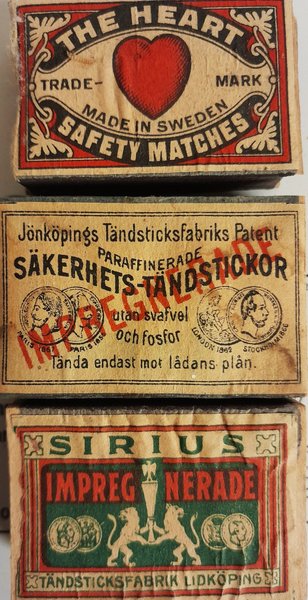 THE HEART
TRADE- MARK
MADE IN SWEDEN
SAFETY MATCHES
Jönköpings Tändsticksfabriks Patent
PARAFFINERADE
SÄKERHETS-TÄNDSTICKOR
IMPREGNERADE
utan svafvel
och fosfor
LONDON 1862 STOCKHOLM
Tända endast mot lådans plån.
SIRIUS
IMPREG NERADE
TÄNDSTICKSFABRIK LIDKÖPING